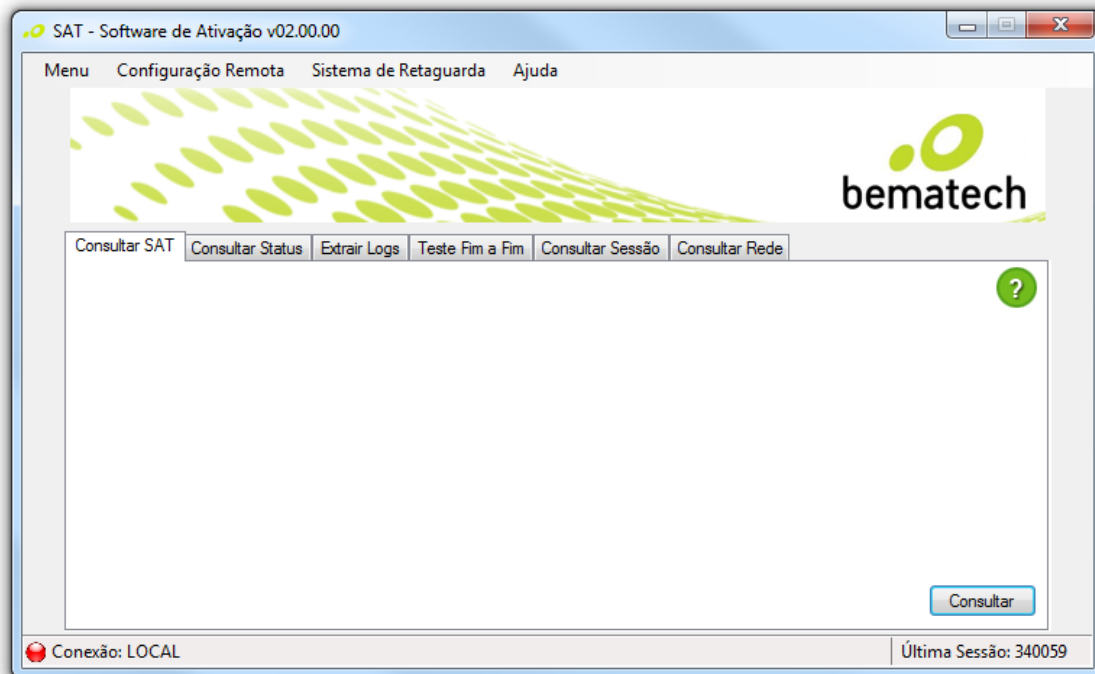 SAT - Software de Ativação v02.00.00
Menu Configuração Remota Sistema de Retaguarda Ajuda
bematech
Consultar SAT Consultar Status Extrair Logs Teste Fim a Fim Consultar Sessão Consultar Rede
?
Consultar
Conexão: LOCAL Última Sessão: 340059